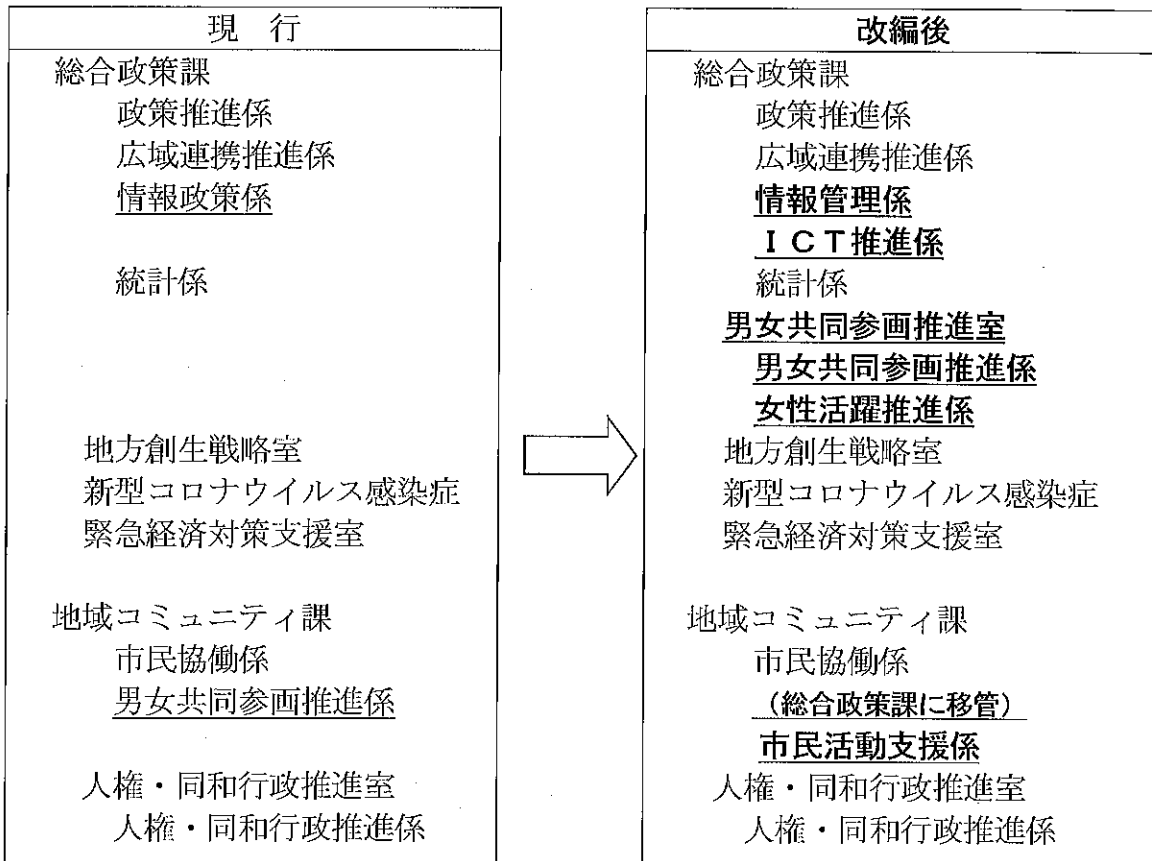 現 行
総合政策課
政策推進係
広域連携推進係
情報政策係
統計係
地方創生戦略室
新型コロナウイルス感染症
緊急経済対策支援室
地域コミュニティ課
市民協働係
男女共同参画推進係
人権・同和行政推進室
人権・同和行政推進係
改編後
総合政策課
政策推進係
広域連携推進係
情報管理係
ICT推進係
統計係
男女共同参画推進室
男女共同参画推進係
女性活躍推進係
地方創生戦略室
新型コロナウイルス感染症
緊急経済対策支援室
地域コミュニティ課
市民協働係
(総合政策課に移管)
市民活動支援係
人権・同和行政推進室
人権・同和行政推進係